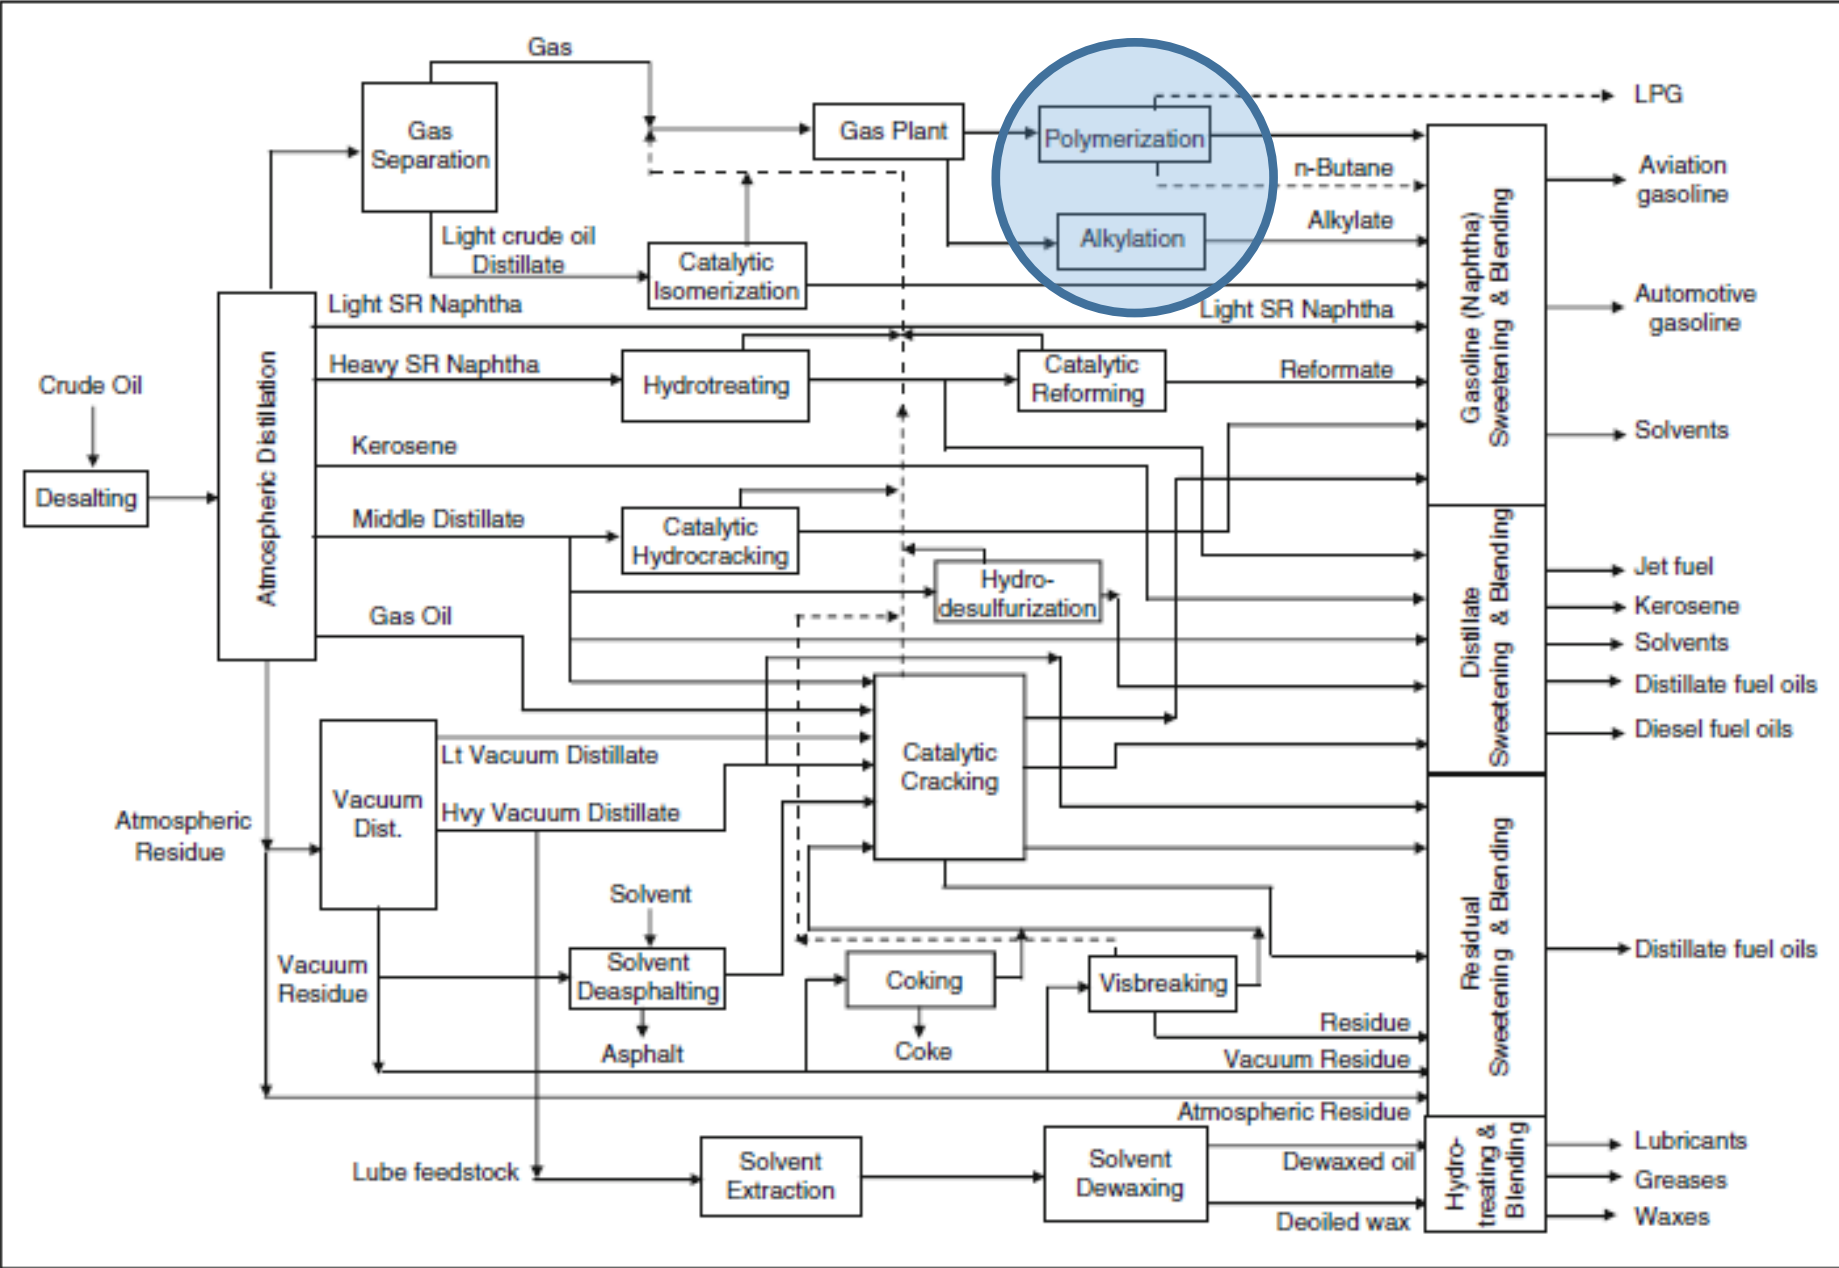 Gas
Gas
Separation
Gas Plant
Polymerization
LPG
n-Butane
Aviation
gasoline
Light crude oil
Distillate
Catalytic
Isomerization
Alkylation
Alkylate
Light SR Naphtha
Light SR Naphtha
Automotive
gasoline
Heavy SR Naphtha
Hydrotreating
Catalytic
Reforming
Reformate
Gasoline (Naphtha)
Sweetening & Blending
Solvents
Crude Oil
Desalting
Atmospheric Distillation
Kerosene
Middle Distillate
Catalytic
Hydrocracking
Hydro-
desulfurization
Gas Oil
Distillate
Sweetening & Blending
Jet fuel
Kerosene
Solvents
Distillate fuel oils
Diesel fuel oils
Lt Vacuum Distillate
Catalytic
Cracking
Vacuum
Dist.
Hvy Vacuum Distillate
Atmospheric
Residue
Solvent
Vacuum
Residue
Solvent
Deasphalting
Asphalt
Coking
Coke
Visbreaking
Residue
Vacuum Residue
Atmospheric Residue
Residual
Sweetening & Blending
Distillate fuel oils
Lube feedstock
Solvent
Extraction
Solvent
Dewaxing
Dewaxed oil
Deoiled wax
Hydro-
treating &
Blending
Lubricants
Greases
Waxes